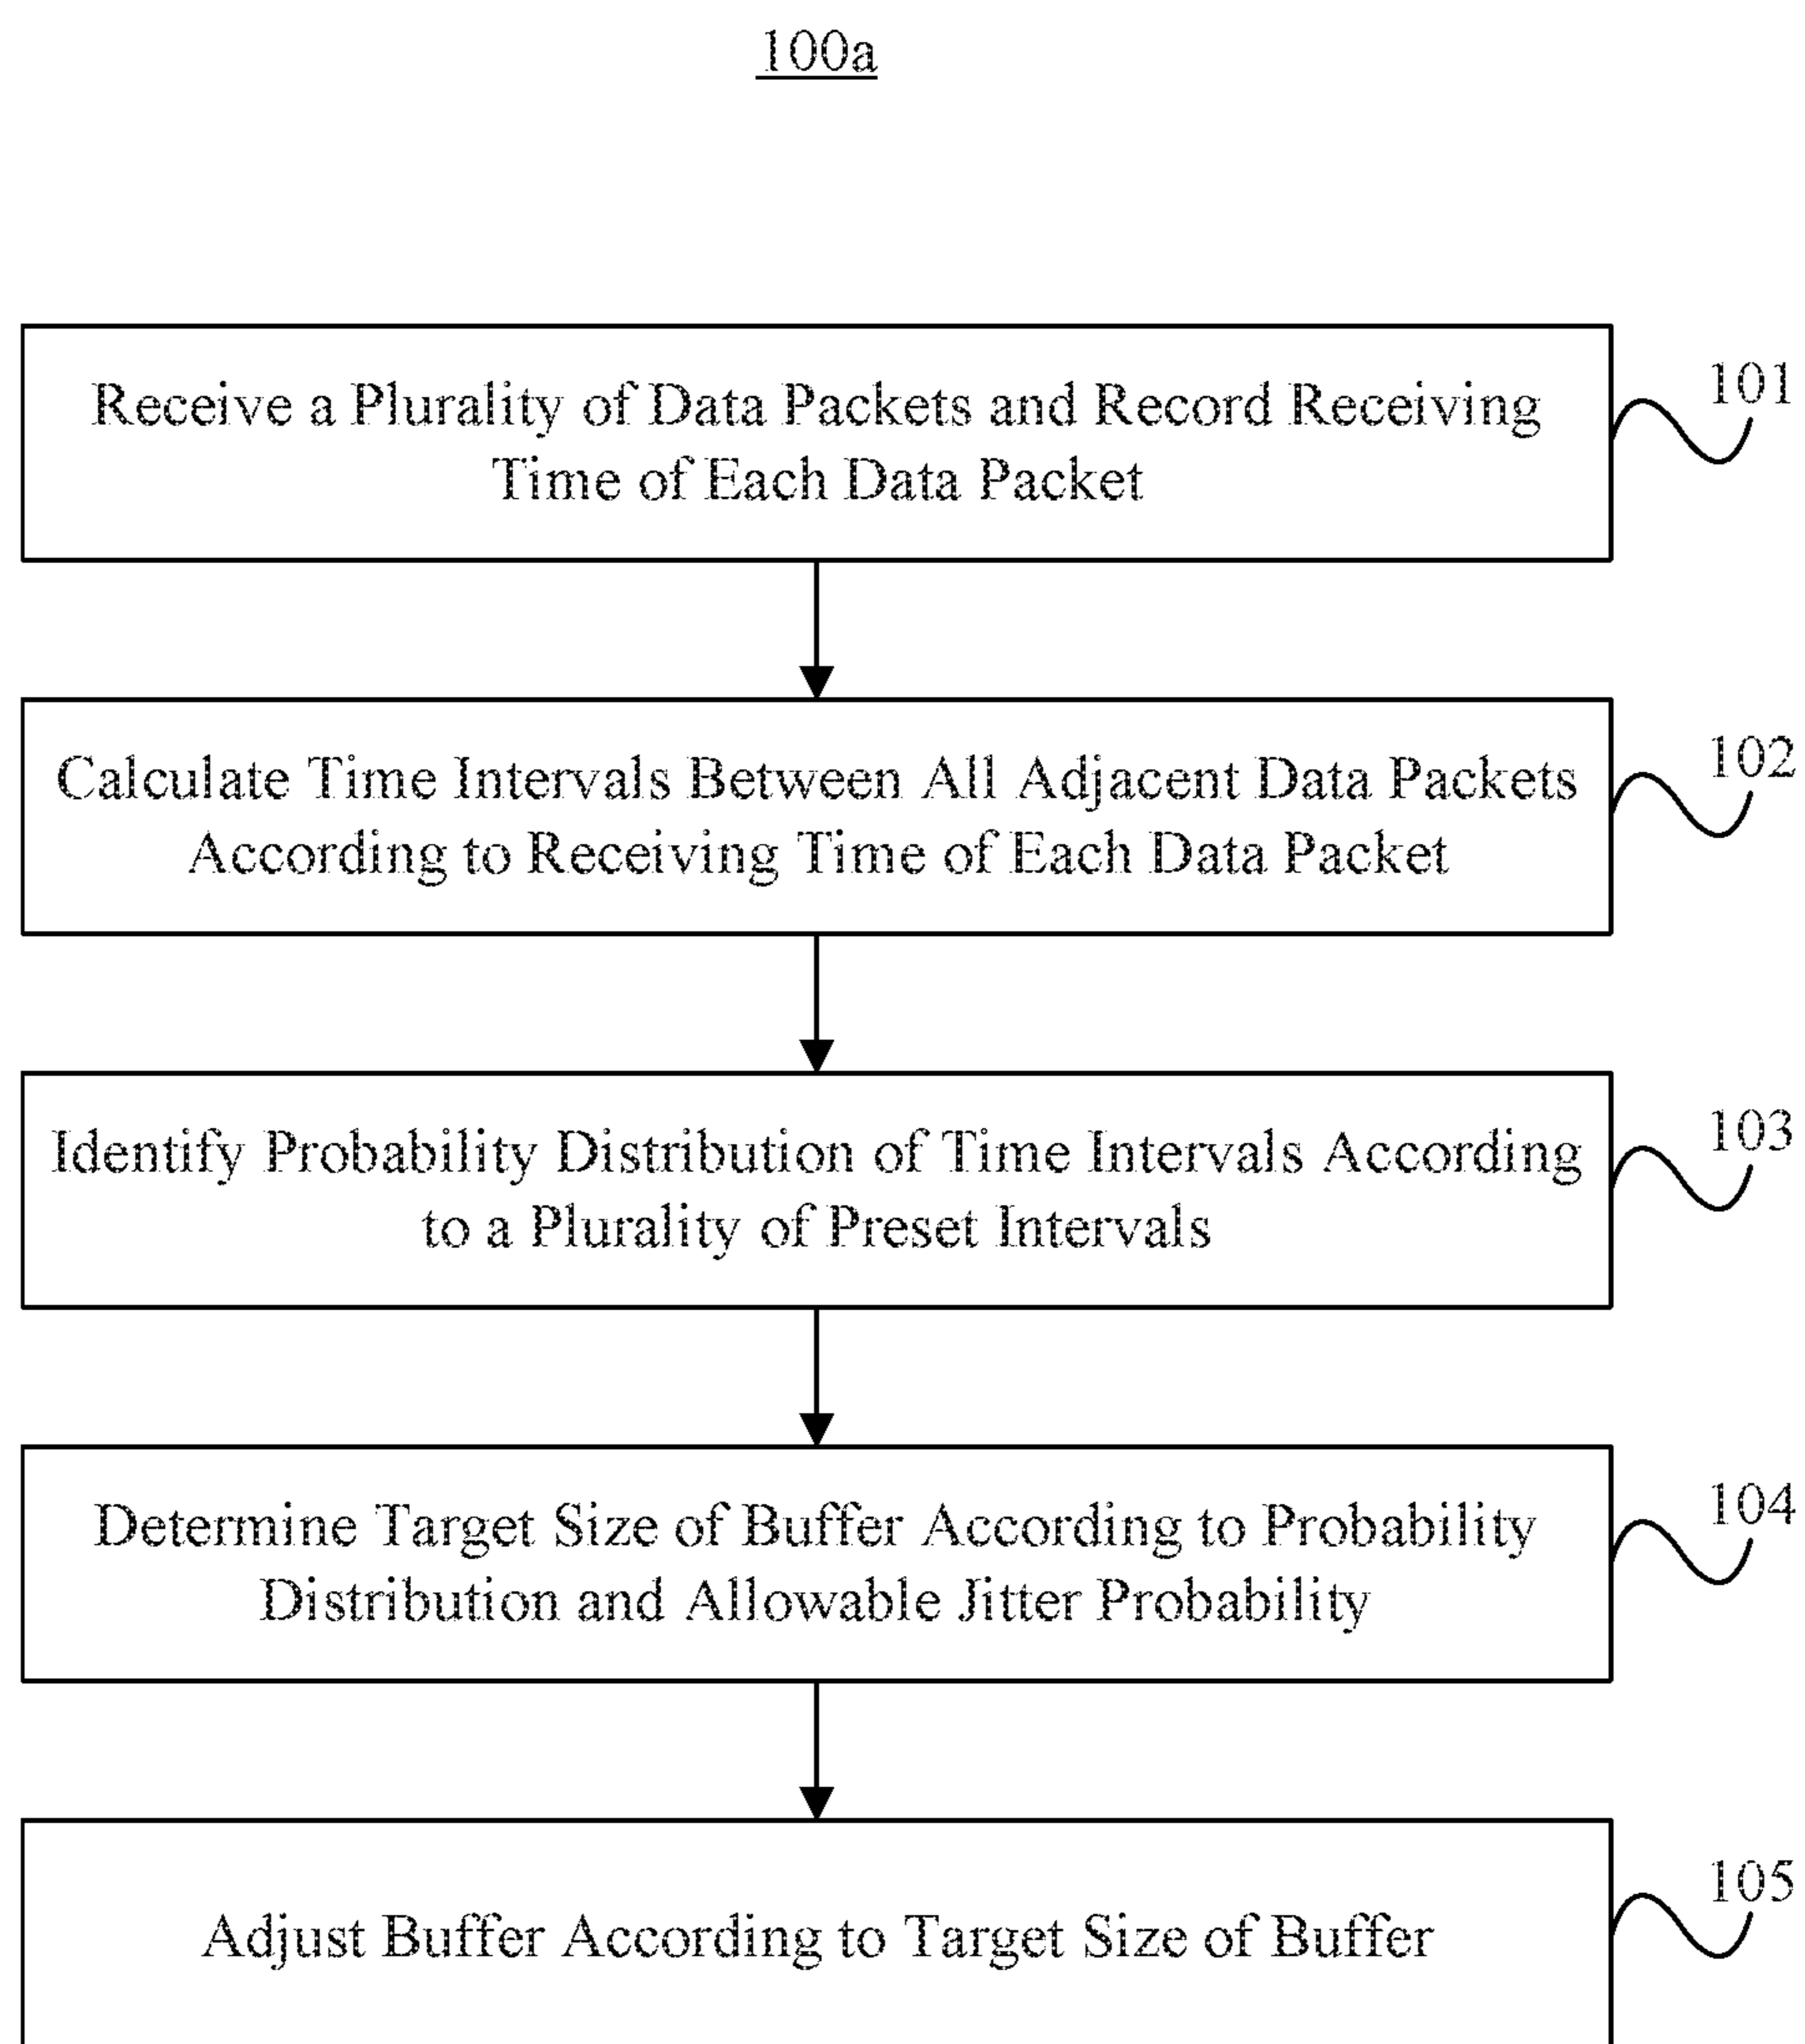 100a
Receive a Plurality of Data Packets and Record Receiving
Time of Each Data Packet
101
Calculate Time Intervals Between All Adjacent Data Packets
According to Receiving Time of Each Data Packet
102
Identify Probability Distribution of Time Intervals According
to a Plurality of Preset Intervals
103
Determine Target Size of Buffer According to Probability
Distribution and Allowable Jitter Probability
104
Adjust Buffer According to Target Size of Buffer
105